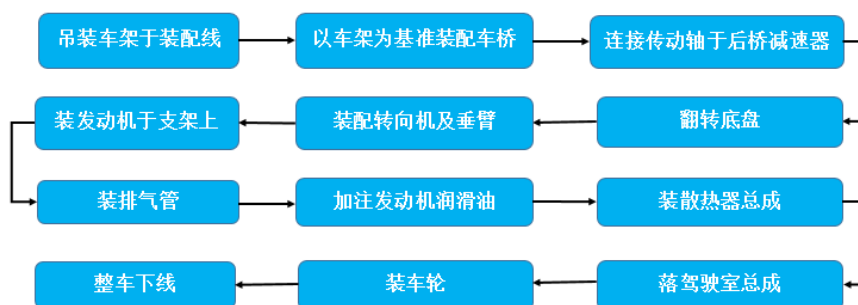 吊装车架于装配线
以车架为基准装配车桥
连接传动轴于后桥减速器
翻转底盘
装配转向机及垂臂
装发动机于支架上
装排气管
加注发动机润滑油
装散热器总成
落驾驶室总成
装车轮
整车下线